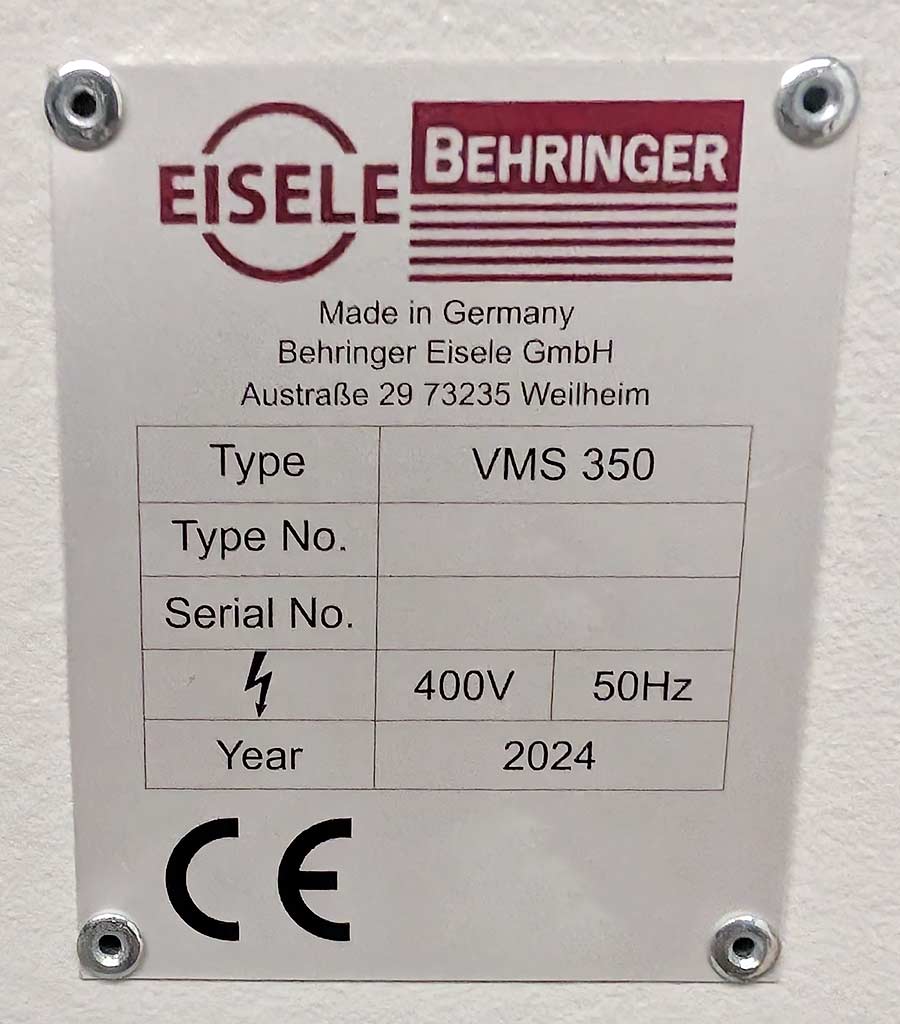 EISELE BEHRINGER
Made in Germany
Behringer Eisele GmbH
Austraße 29 73235 Weilheim
Type VMS 350
Type No.
Serial No.
400V 50Hz
Year 2024
CE